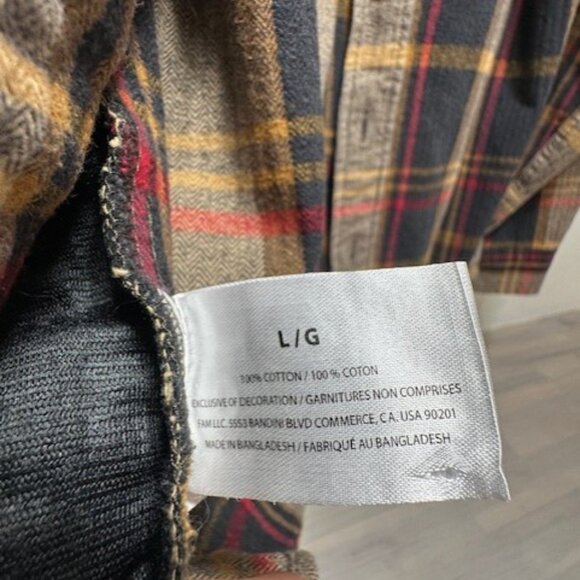 L/G
100% COTTON / 100 % COTON
EXCLUSIVE OF DECORATION / GARNITURES NON COMPRISES
FAM LLC. 5553 BANDINI BLVD COMMERCE, CA. USA 90201
MADE IN BANGLADESH / FABRIQUÉ AU BANGLADESH